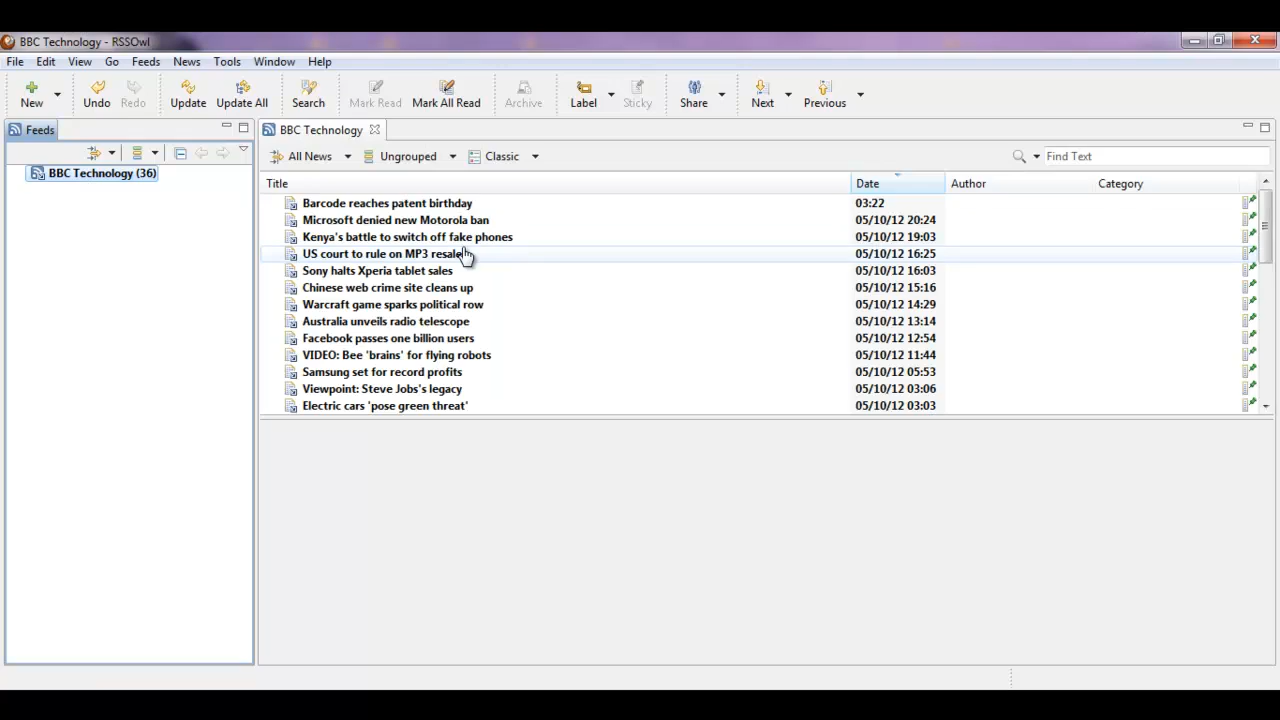 BBC Technology - RSSOwl
File Edit View Go Feeds News Tools Window Help
New Undo Redo Update Update All Search Mark Read Mark All Read Archive Label Sticky Share Next Previous
Feeds
BBC Technology (36)
BBC Technology
All News Ungrouped Classic Find Text
Title Date Author Category
Barcode reaches patent birthday 03:22
Microsoft denied new Motorola ban 05/10/12 20:24
Kenya's battle to switch off fake phones 05/10/12 19:03
US court to rule on MP3 resale 05/10/12 16:25
Sony halts Xperia tablet sales 05/10/12 16:03
Chinese web crime site cleans up 05/10/12 15:16
Warcraft game sparks political row 05/10/12 14:29
Australia unveils radio telescope 05/10/12 13:14
Facebook passes one billion users 05/10/12 12:54
VIDEO: Bee 'brains' for flying robots 05/10/12 11:44
Samsung set for record profits 05/10/12 05:53
Viewpoint: Steve Jobs's legacy 05/10/12 03:06
Electric cars 'pose green threat' 05/10/12 03:03